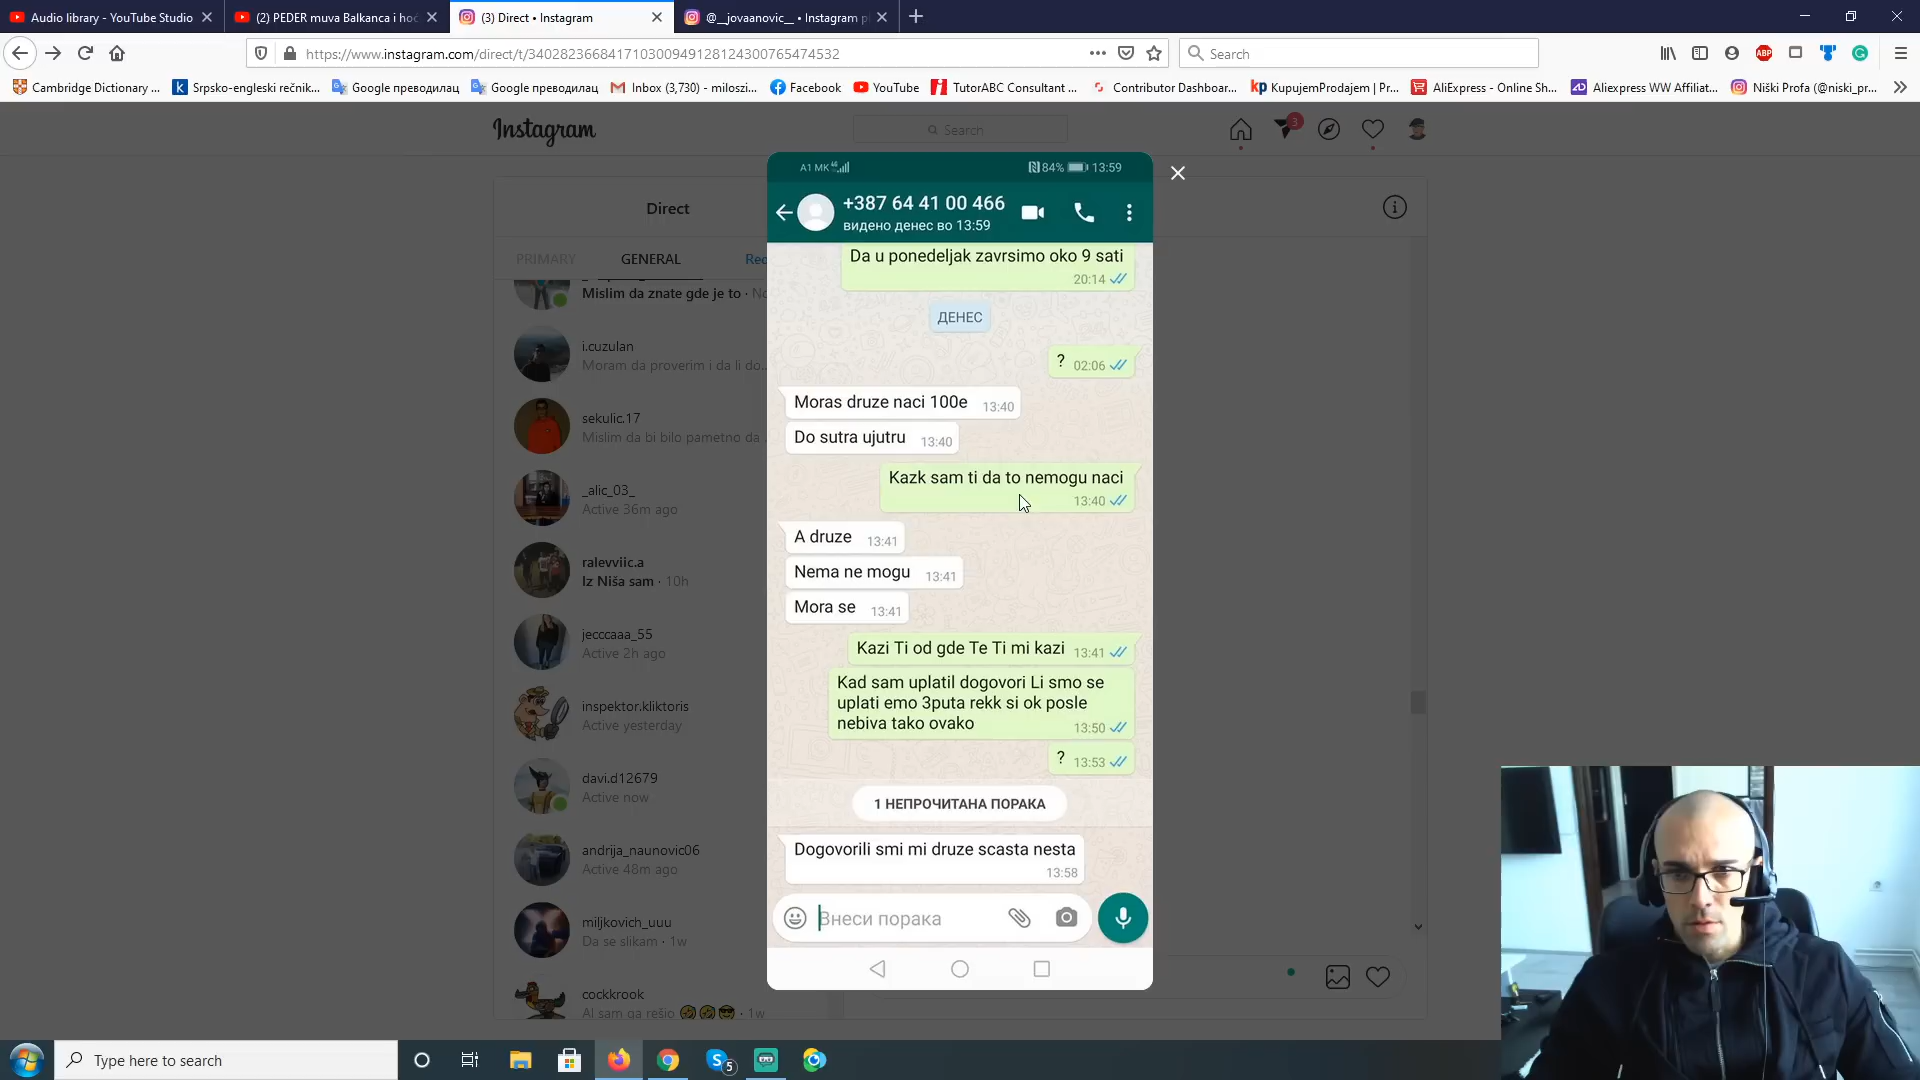 Audio library - YouTube Studio
(2) PEDER muva Balkanca i hoć
(3) Direct • Instagram
@__jovaanovic__ • Instagram p
https://www.instagram.com/direct/t/340282366841710300949128124300765474532
Search
Cambridge Dictionary ...
Srpsko-engleski rečnik...
Google преводилац
Google преводилац
Inbox (3,730) - miloszi...
Facebook
YouTube
TutorABC Consultant ...
Contributor Dashboar...
KupujemProdajem | Pr...
AliExpress - Online Sh...
Aliexpress WW Affiliat...
Niški Profa (@niski_pr...
Instagram
Search
3
Direct
PRIMARY
GENERAL
Mislim da znate gde je to
i.cuzulan
Moram da proverim i da li do...
sekulic.17
Mislim da bi bilo pametno da
_alic_03_
Active 36m ago
ralevviic.a
Iz Niša sam · 10h
jecccaaa_55
Active 2h ago
inspektor.kliktoris
Active yesterday
davi.d12679
Active now
andrija_naunovic06
Active 48m ago
miljkovich_uuu
Da se slikam · 1w
cockkrook
Al sam ga rešio 🤣🤣😎 · 1w
A1 MK 84% 13:59
+387 64 41 00 466
видено денес во 13:59
Da u ponedeljak zavrsimo oko 9 sati
20:14
ДЕНЕС
? 02:06
Moras druze naci 100e 13:40
Do sutra ujutru 13:40
Kazk sam ti da to nemogu naci
13:40
A druze 13:41
Nema ne mogu 13:41
Mora se 13:41
Kazi Ti od gde Te Ti mi kazi 13:41
Kad sam uplatil dogovori Li smo se
uplati emo 3puta rekk si ok posle
nebiva tako ovako
13:50
? 13:53
1 НЕПРОЧИТАНА ПОРАКА
Dogovorili smi mi druze scasta nesta
13:58
Внеси порака
Type here to search
5